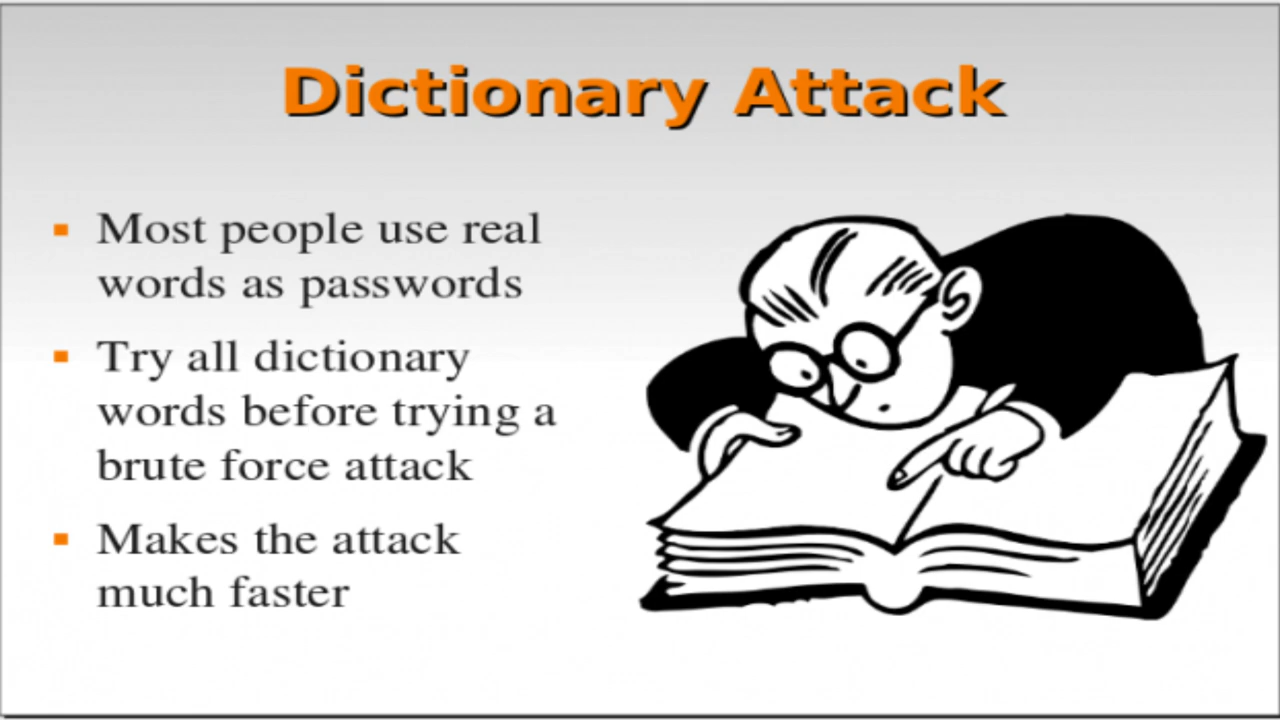 Dictionary Attack
Most people use real
words as passwords
Try all dictionary
words before trying a
brute force attack
Makes the attack
much faster